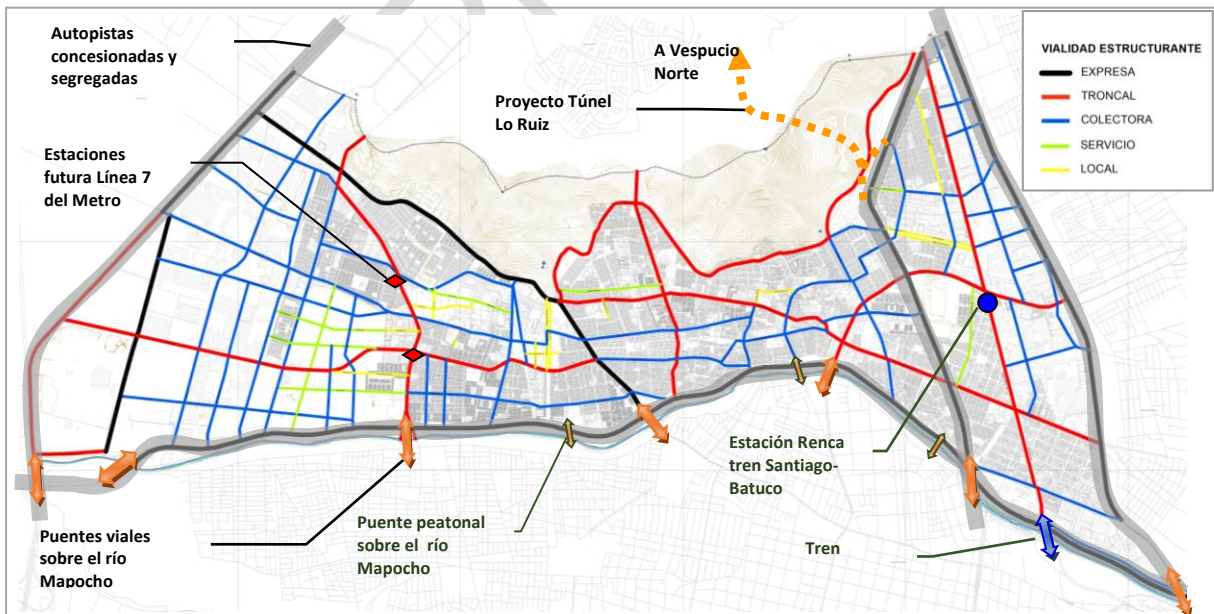 Autopistas
concesionadas y
segregadas
A Vespucio
Norte
Proyecto Túnel
Lo Ruiz
VIALIDAD ESTRUCTURANTE
EXPRESA
TRONCAL
COLECTORA
SERVICIO
LOCAL
Estaciones
futura Línea 7
del Metro
Estación Renca
tren Santiago-
Batuco
Puentes viales
sobre el río
Mapocho
Puente peatonal
sobre el río
Mapocho
Tren